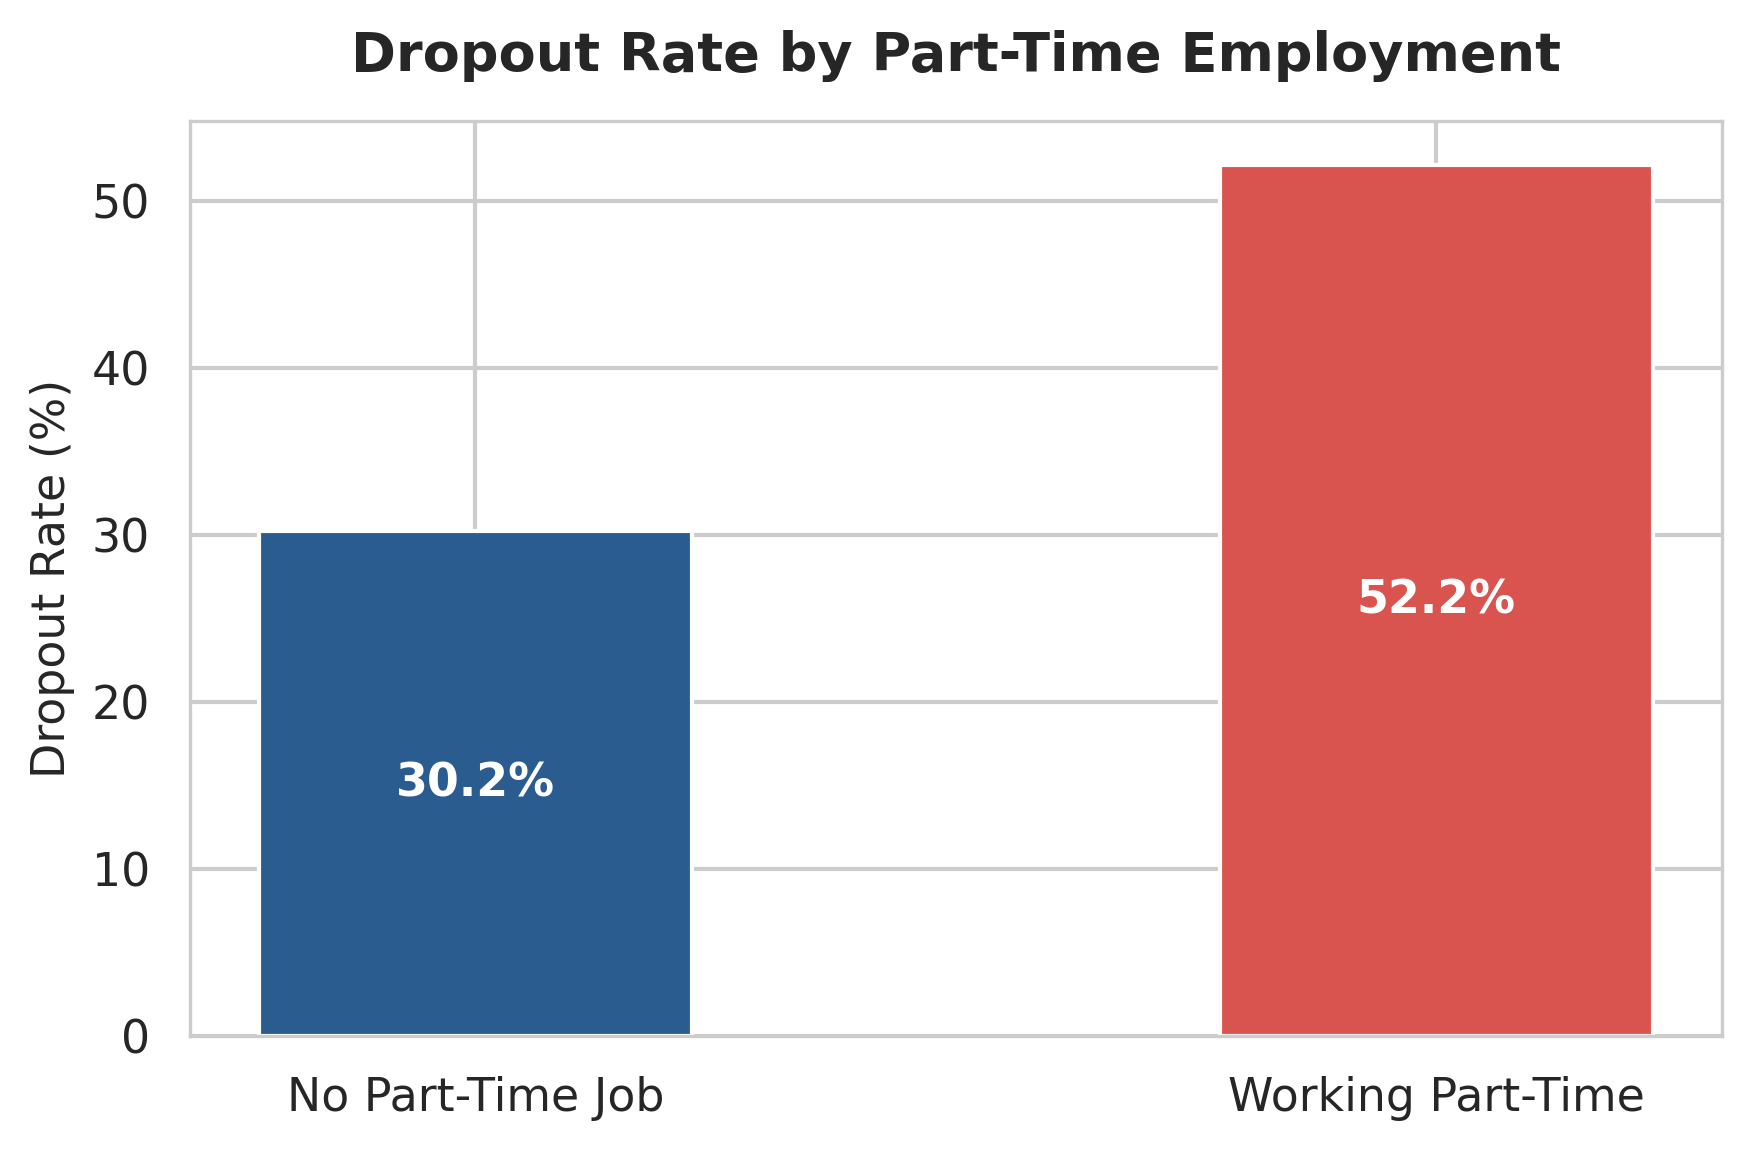 Dropout Rate by Part-Time Employment
Dropout Rate (%)
50
40
30
20
10
0
30.2%
52.2%
No Part-Time Job
Working Part-Time